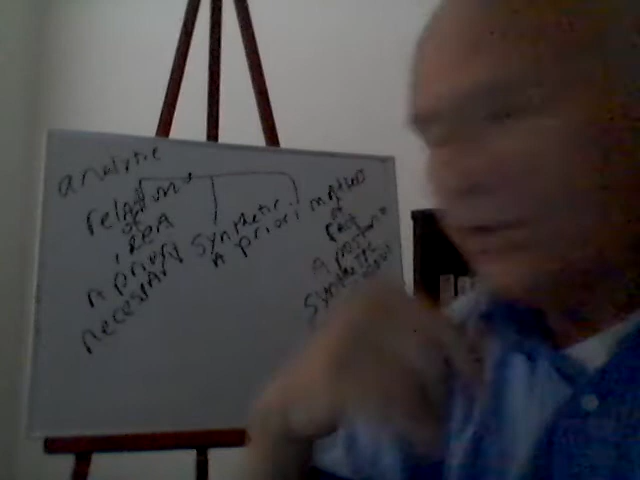 analytic
relations
of
IDEA
A priori
necessary
Synthetic
A priori
matters
of
fact
A posteriori
Synthetic